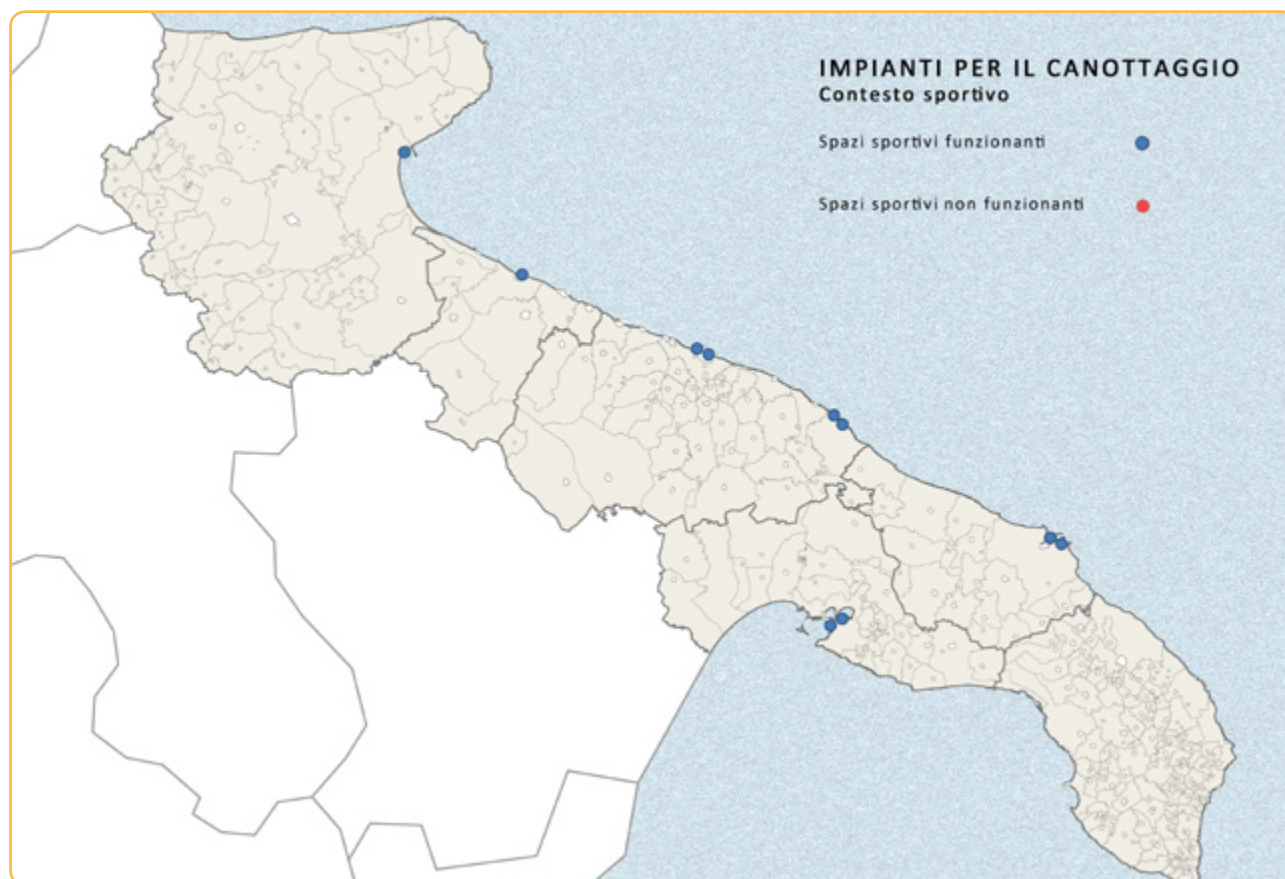 IMPIANTI PER IL CANOTTAGGIO
Contesto sportivo
Spazi sportivi funzionanti
Spazi sportivi non funzionanti